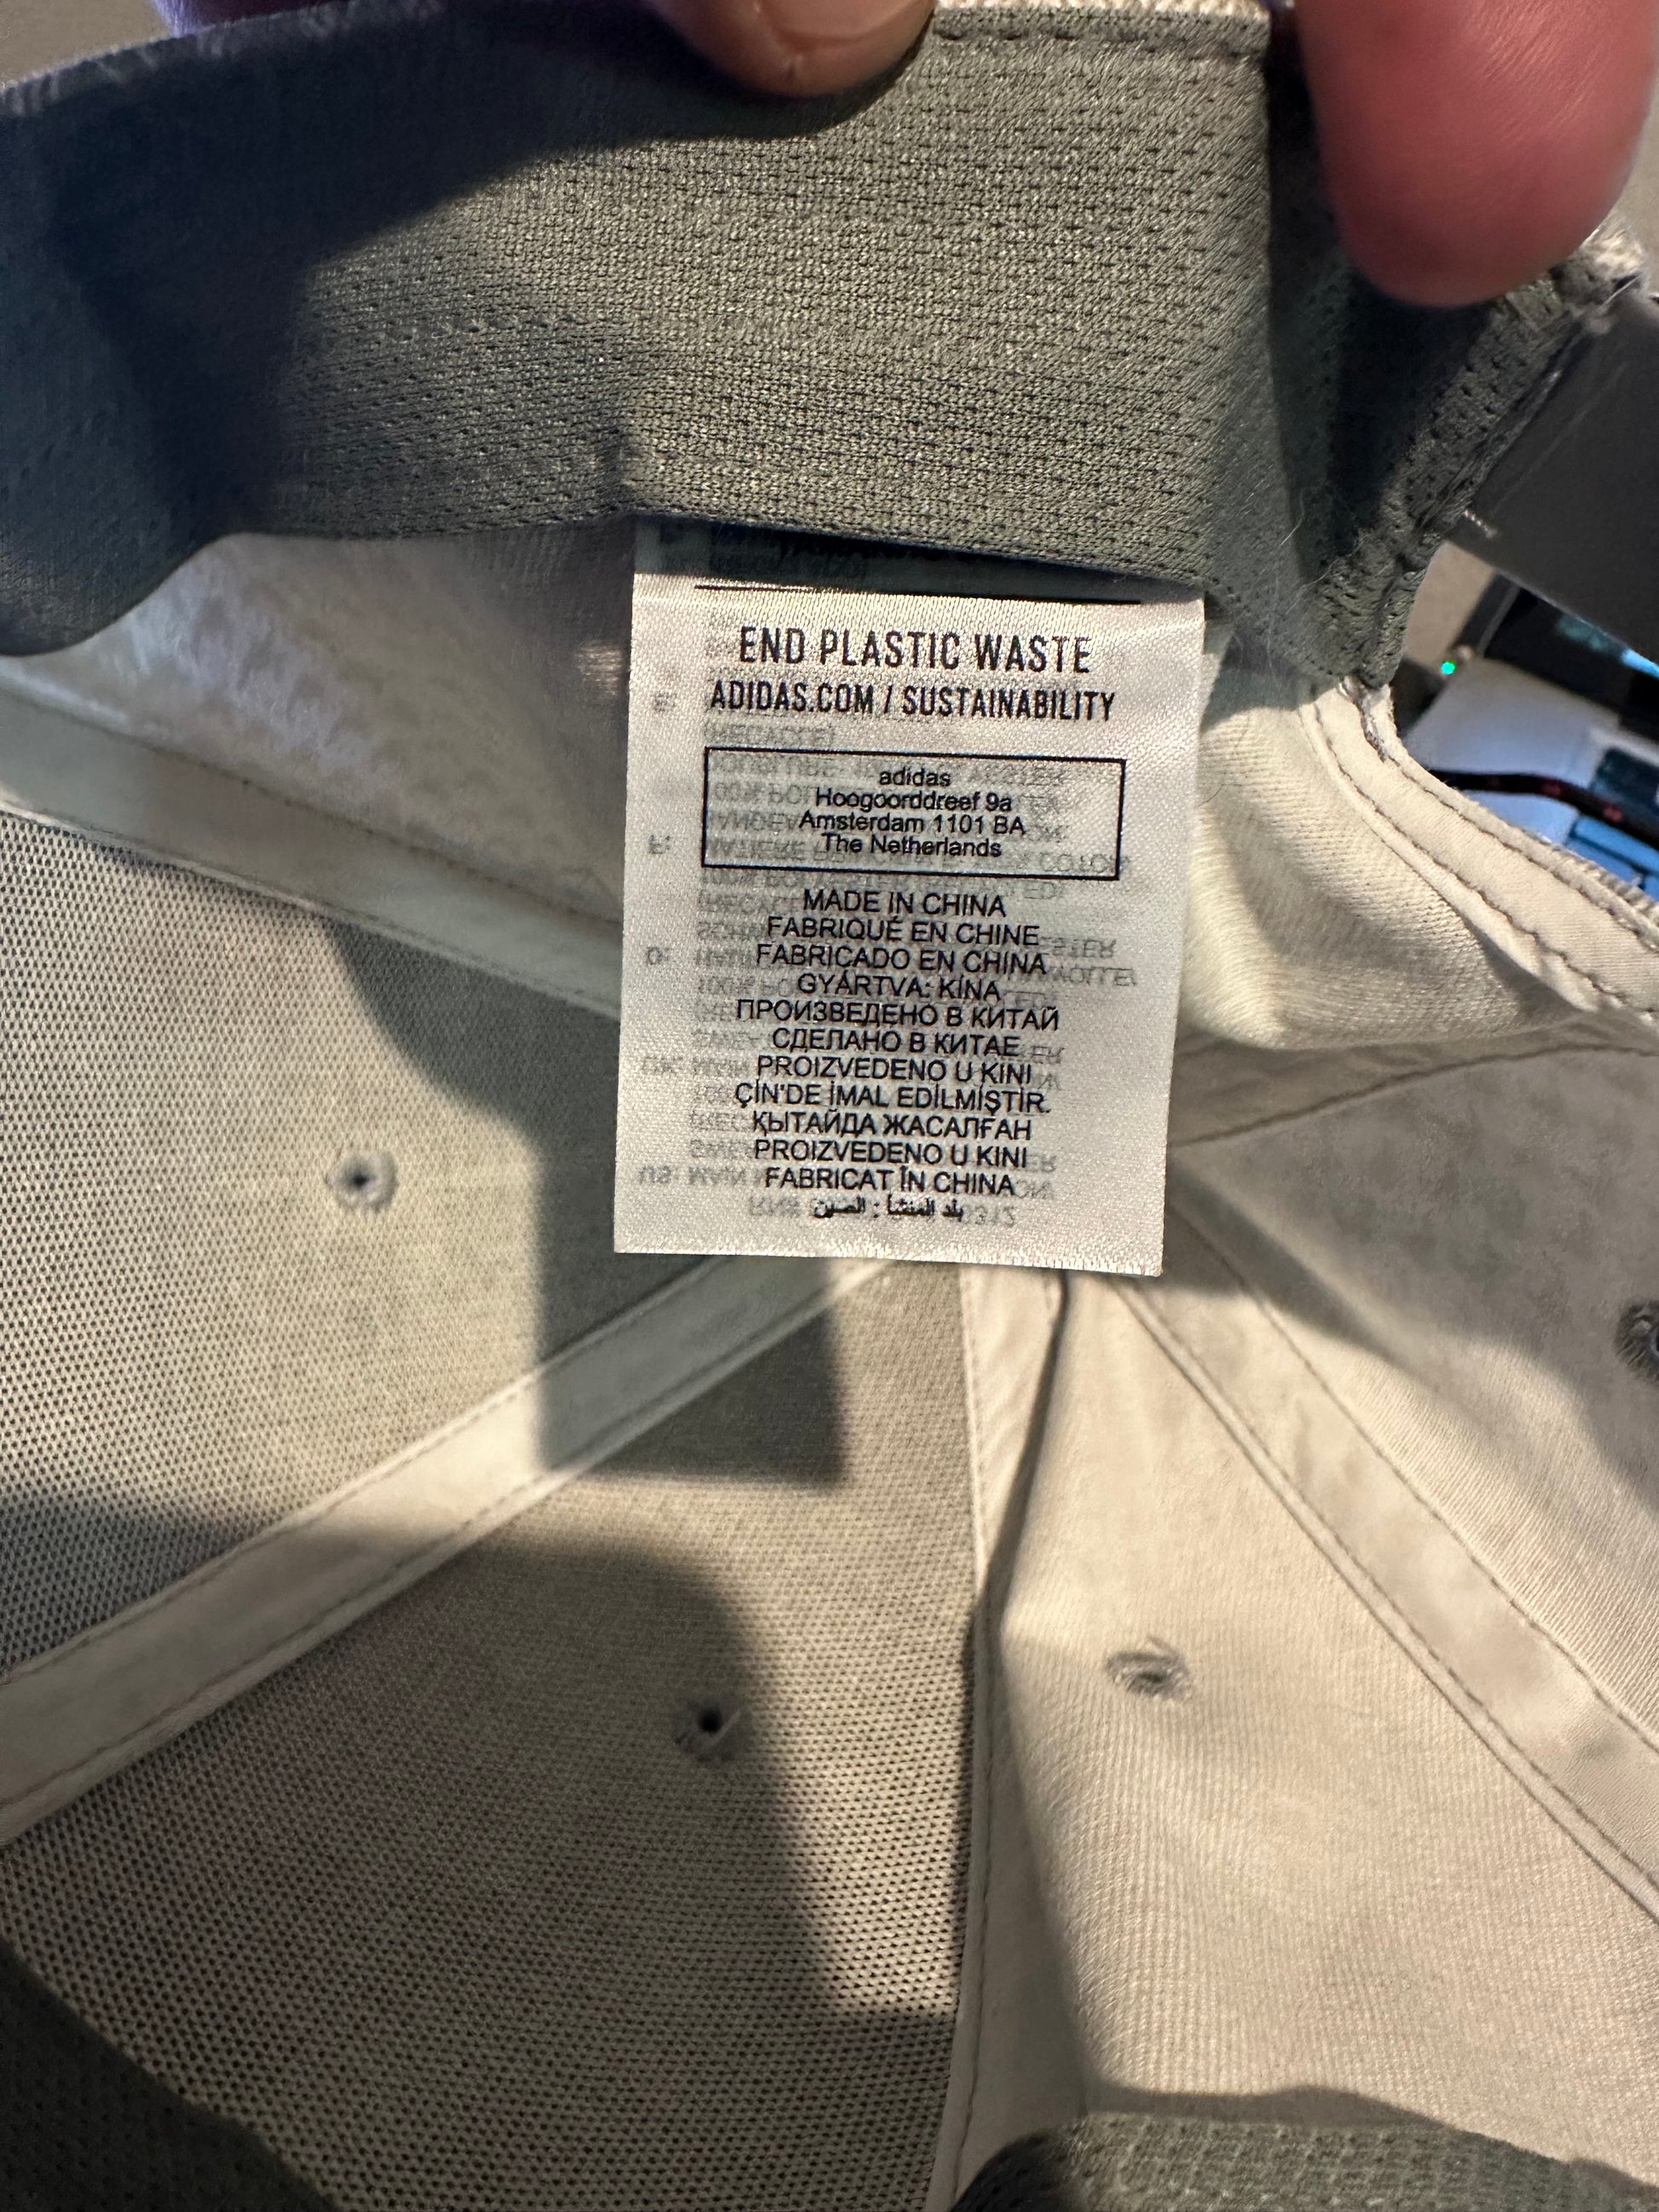 END PLASTIC WASTE
ADIDAS.COM / SUSTAINABILITY
adidas
Hoogoorddreef 9a
Amsterdam 1101 BA
The Netherlands
MADE IN CHINA
FABRIQUÉ EN CHINE
FABRICADO EN CHINA
GYÁRTVA: KÍNA
ПРОИЗВЕДЕНО В КИТАЙ
СДЕЛАНО В КИТАЕ
PROIZVEDENO U KINI
ÇİN'DE İMAL EDİLMİŞTİR.
ҚЫТАЙДА ЖАСАЛҒАН
PROIZVEDENO U KINI
FABRICAT ÎN CHINA
بلد المنشأ : الصين